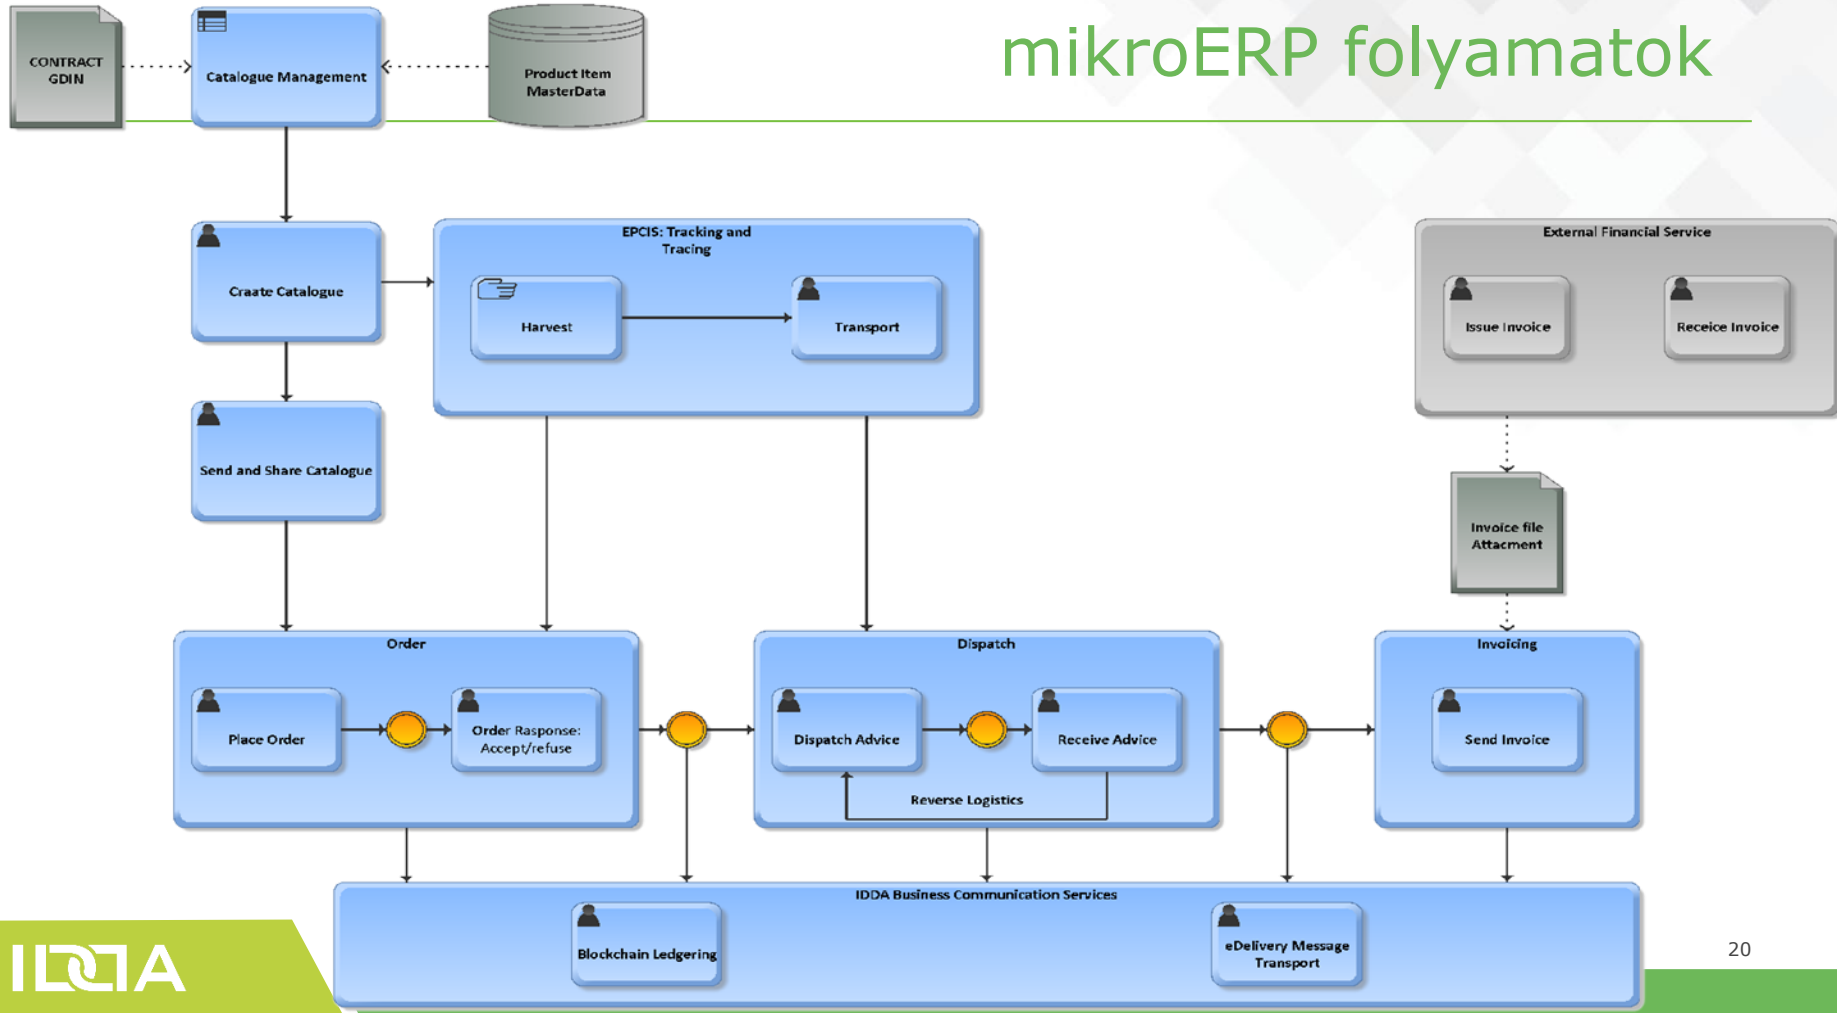 mikroERP folyamatok
CONTRACT
GDIN
Catalogue Management
Product Item
MasterData
Craate Catalogue
EPCIS: Tracking and
Tracing
Harvest
Transport
External Financial Service
Issue Invoice
Receice Invoice
Send and Share Catalogue
Invoice file
Attacment
Order
Place Order
Order Rasponse:
Accept/refuse
Dispatch
Dispatch Advice
Receive Advice
Reverse Logistics
Invoicing
Send Invoice
IDDA Business Communication Services
Blockchain Ledgering
eDelivery Message
Transport
IDDA
20